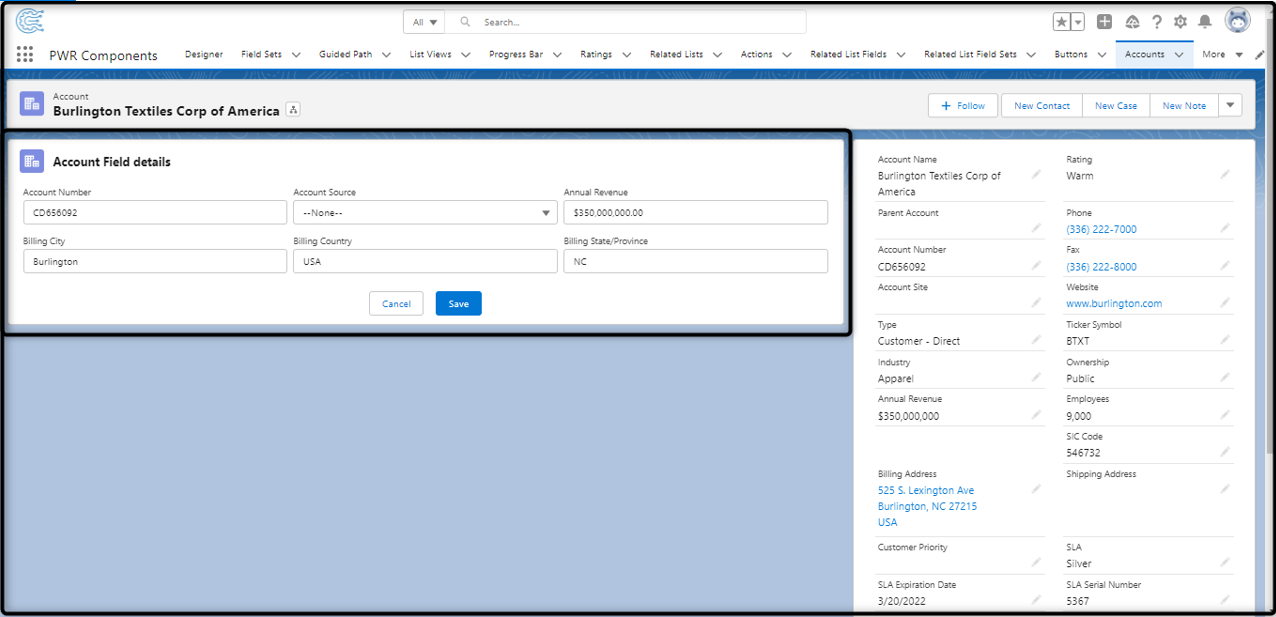 All
Search...
PWR Components
Designer
Field Sets
Guided Path
List Views
Progress Bar
Ratings
Related Lists
Actions
Related List Fields
Related List Field Sets
Buttons
Accounts
More
Account
Burlington Textiles Corp of America
Follow
New Contact
New Case
New Note
Account Field details
Account Number
Account Source
Annual Revenue
CD656092
--None--
$350,000,000.00
Billing City
Billing Country
Billing State/Province
Burlington
USA
NC
Cancel
Save
Account Name
Burlington Textiles Corp of
America
Rating
Warm
Parent Account
Phone
(336) 222-7000
Account Number
CD656092
Fax
(336) 222-8000
Account Site
Website
www.burlington.com
Type
Customer - Direct
Ticker Symbol
BTXT
Industry
Apparel
Ownership
Public
Annual Revenue
$350,000,000
Employees
9,000
SIC Code
546732
Billing Address
525 S. Lexington Ave
Burlington, NC 27215
USA
Shipping Address
Customer Priority
SLA
Silver
SLA Expiration Date
3/20/2022
SLA Serial Number
5367